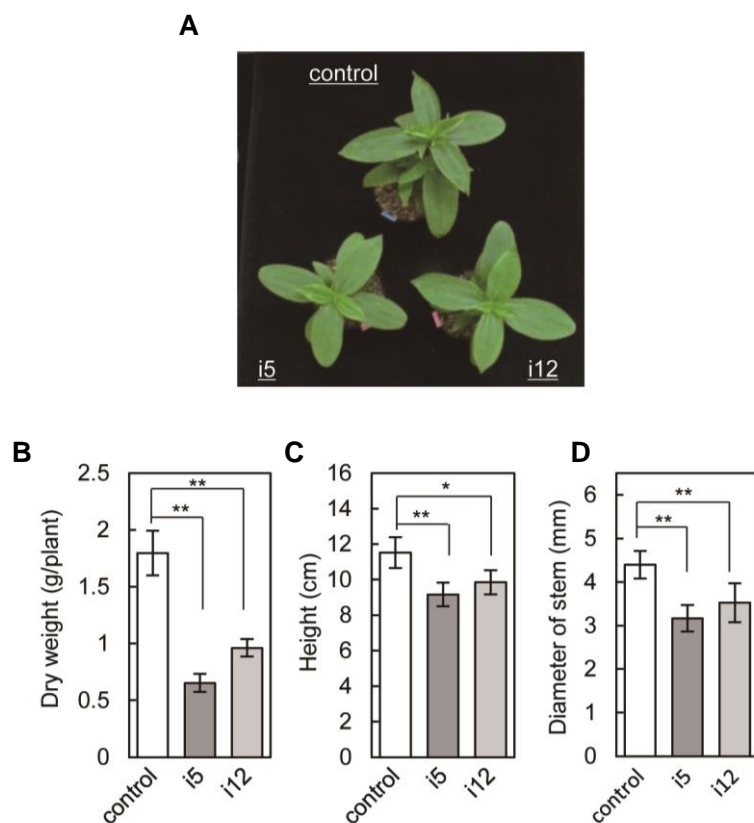 A
control
i5
i12
B
Dry weight (g/plant)
2.5
2
1.5
1
0.5
0
**
**
control
i5
i12
C
Height (cm)
16
14
12
10
8
6
4
2
0
*
**
control
i5
i12
D
Diameter of stem (mm)
6
5
4
3
2
1
0
**
**
control
i5
i12